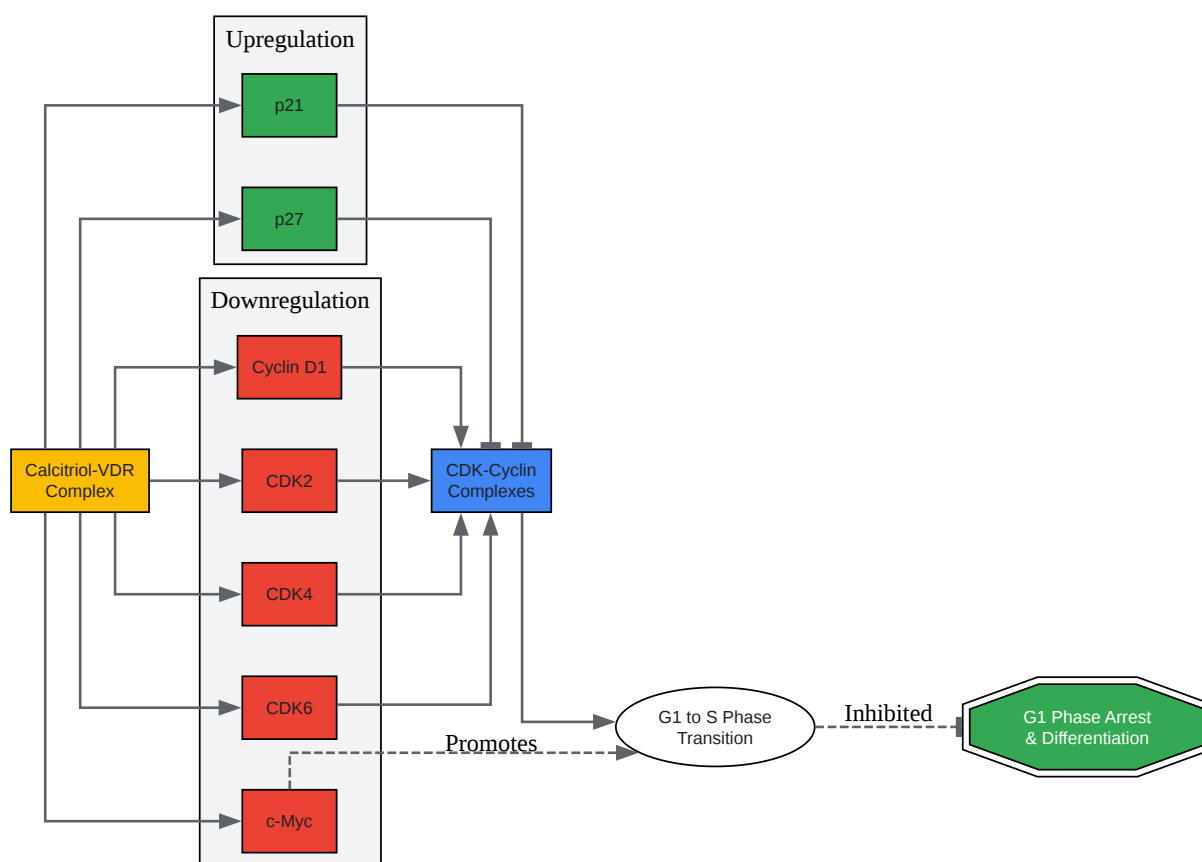 Upregulation
p21
p27
Downregulation
Cyclin D1
Calcitriol-VDR
Complex
CDK2
CDK-Cyclin
Complexes
CDK4
CDK6
Promotes
G1 to S Phase
Transition
Inhibited
G1 Phase Arrest
& Differentiation
c-Myc